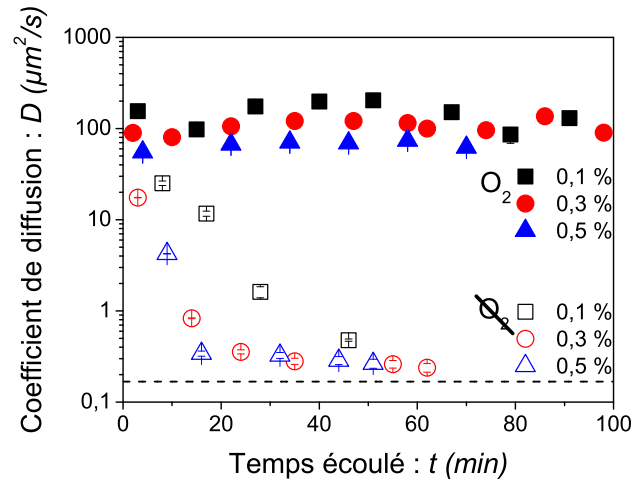 Coefficient de diffusion : D (µm²/s)
1000
100
10
1
0,1
O₂
0,1 %
0,3 %
0,5 %
O₂
0,1 %
0,3 %
0,5 %
0 20 40 60 80 100
Temps écoulé : t (min)